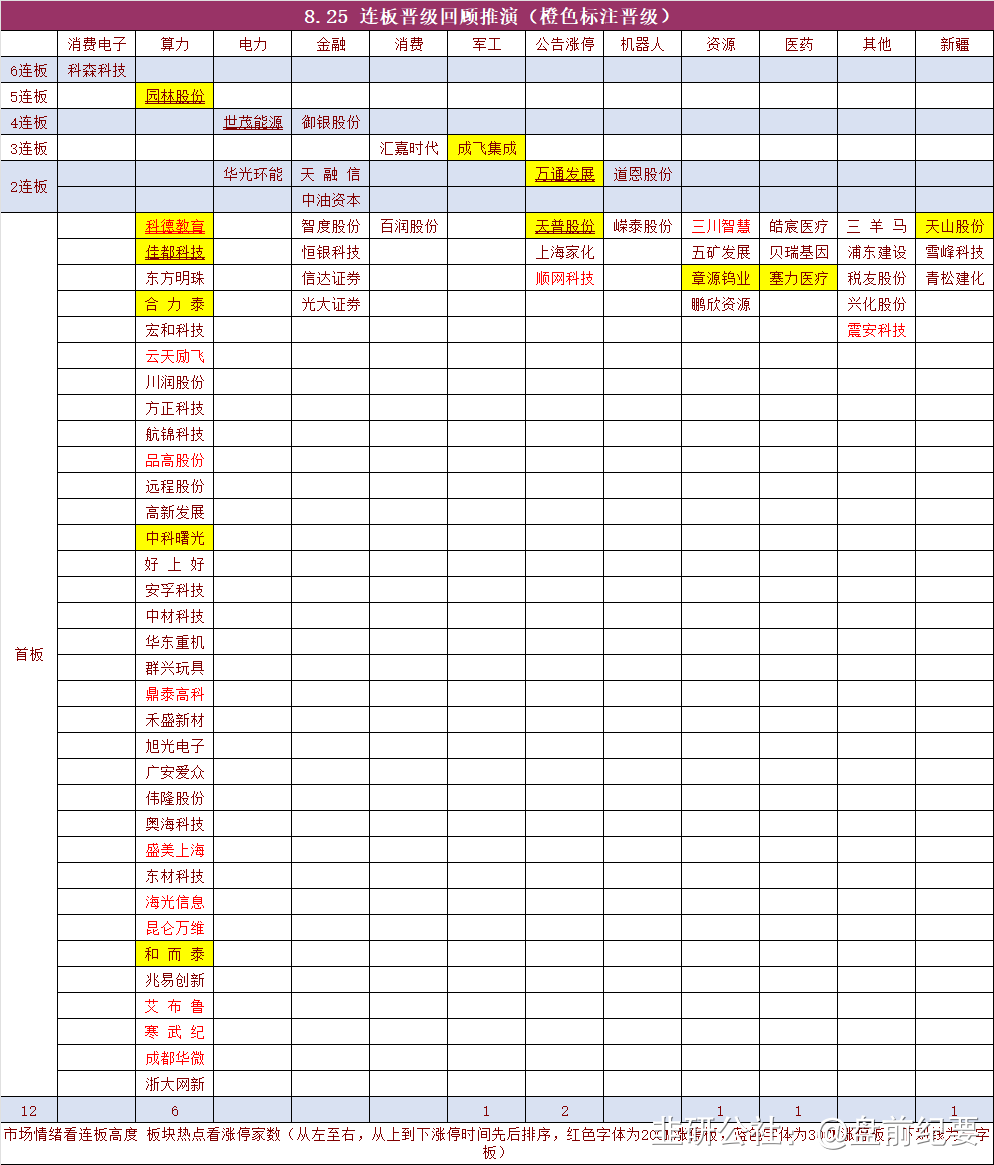 8.25 连板晋级回顾推演（橙色标注晋级）
消费电子 算力 电力 金融 消费 军工 公告涨停 机器人 资源 医药 其他 新疆
6连板 科森科技
5连板 园林股份
4连板 世茂能源 御银股份
3连板 汇嘉时代 成飞集成
2连板 华光环能 天融信 万通发展 道恩股份
中油资本
首板 科德教育 智度股份 百润股份 天普股份 嵘泰股份 三川智慧 皓宸医疗 三羊马 天山股份
佳都科技 恒银科技 上海家化 五矿发展 贝瑞基因 浦东建设 雪峰科技
东方明珠 信达证券 顺网科技 章源钨业 塞力医疗 税友股份 青松建化
合力泰 光大证券 鹏欣资源 兴化股份
宏和科技 震安科技
云天励飞
川润股份
方正科技
航锦科技
品高股份
远程股份
高新发展
中科曙光
好上好
安孚科技
中材科技
华东重机
群兴玩具
鼎泰高科
禾盛新材
旭光电子
广安爱众
伟隆股份
奥海科技
盛美上海
东材科技
海光信息
昆仑万维
和而泰
兆易创新
艾布鲁
寒武纪
成都华微
浙大网新
12 6 1 2 1 1 1
市场情绪看连板高度 板块热点看涨停家数（从左至右，从上到下涨停时间先后排序，红色字体为20%涨停板，
板）
@盘前纪要